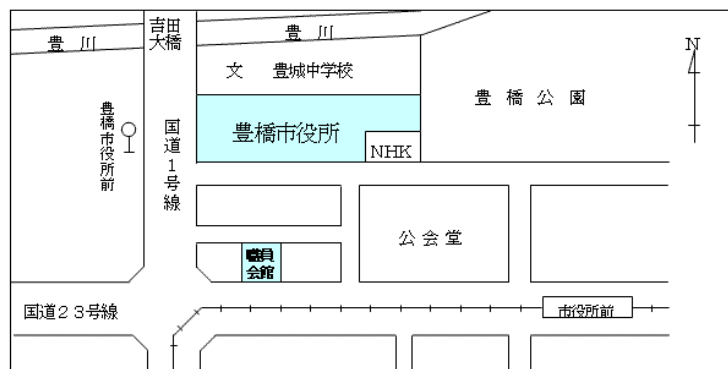 吉田
大橋
豊 川
豊 川
N
文 豊城中学校
豊 橋 公 園
豊橋市役所前
国道1号線
豊橋市役所
NHK
公 会 堂
職員
会館
国道23号線
市役所前